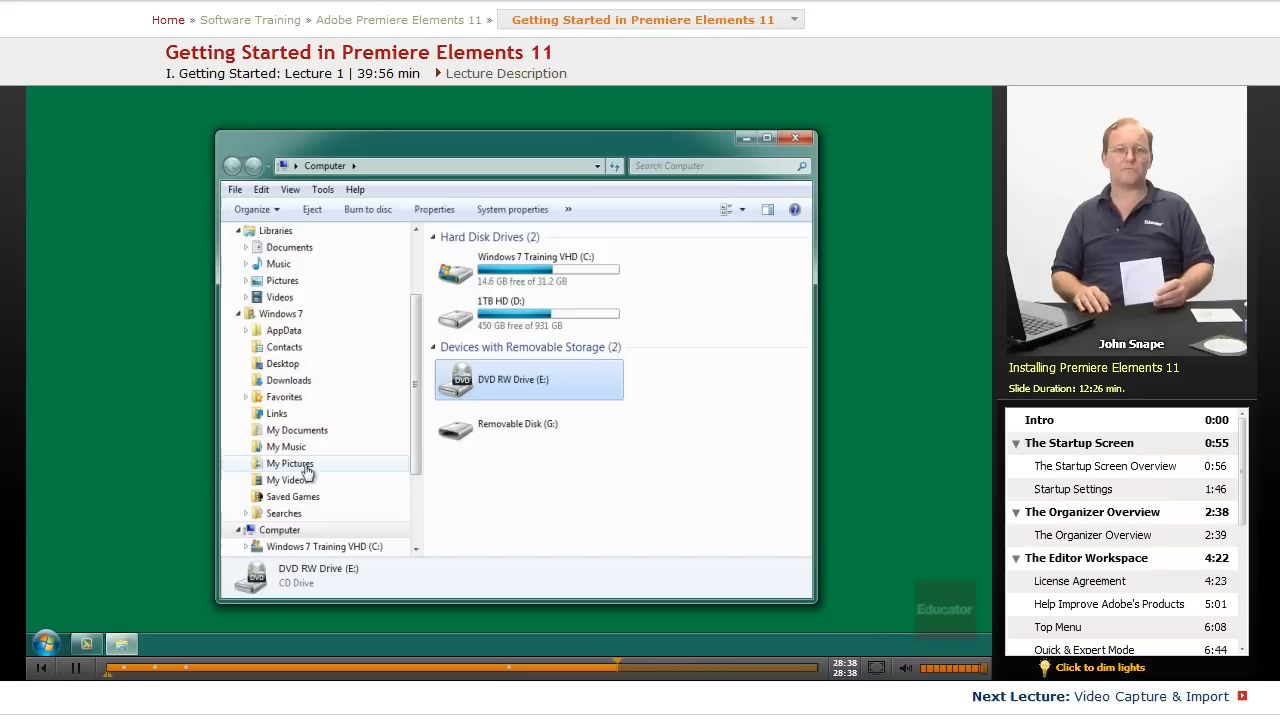 Home » Software Training » Adobe Premiere Elements 11 » Getting Started in Premiere Elements 11
Getting Started in Premiere Elements 11
I. Getting Started: Lecture 1 | 39:56 min Lecture Description
Computer
Search Computer
File Edit View Tools Help
Organize Eject Burn to disc Properties System properties »
Libraries
Documents
Music
Pictures
Videos
Windows 7
AppData
Contacts
Desktop
Downloads
Favorites
Links
My Documents
My Music
My Pictures
My Videos
Saved Games
Searches
Computer
Windows 7 Training VHD (C:)
Hard Disk Drives (2)
Windows 7 Training VHD (C:)
14.6 GB free of 31.2 GB
1TB HD (D:)
450 GB free of 931 GB
Devices with Removable Storage (2)
DVD
DVD RW Drive (E:)
Removable Disk (G:)
DVD
DVD RW Drive (E:)
CD Drive
Educator
28:38
28:38
Educator
John Snape
Installing Premiere Elements 11
Slide Duration: 12:26 min.
Intro 0:00
The Startup Screen 0:55
The Startup Screen Overview 0:56
Startup Settings 1:46
The Organizer Overview 2:38
The Organizer Overview 2:39
The Editor Workspace 4:22
License Agreement 4:23
Help Improve Adobe's Products 5:01
Top Menu 6:08
Quick & Expert Mode 6:44
Click to dim lights
Next Lecture: Video Capture & Import